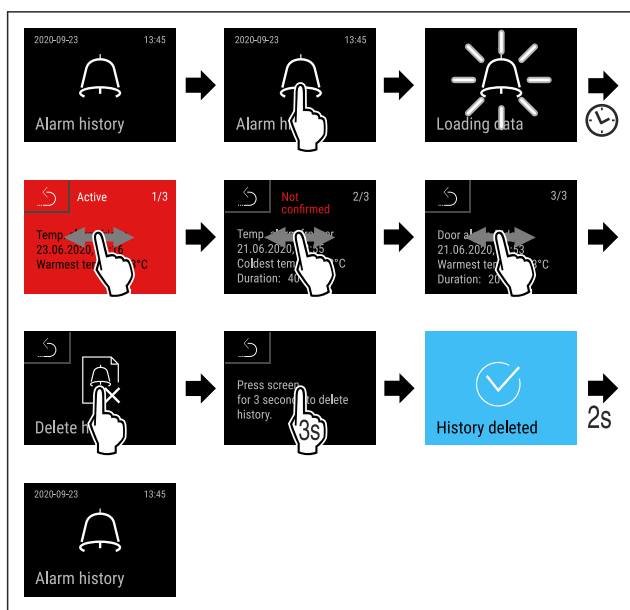 2020-09-23 13:45
Alarm history
2020-09-23 13:45
Alarm
Loading data
Active 1/3
Temp.
23.06.2020,
Warmest °C
Not
confirmed 2/3
Temp.
21.06.2020,
Coldest °C
Duration:
3/3
Door
21.06.2020,
Warmest °C
Duration:
Delete
Press screen
for 3 seconds to delete
history.
3s
History deleted
2s
2020-09-23 13:45
Alarm history